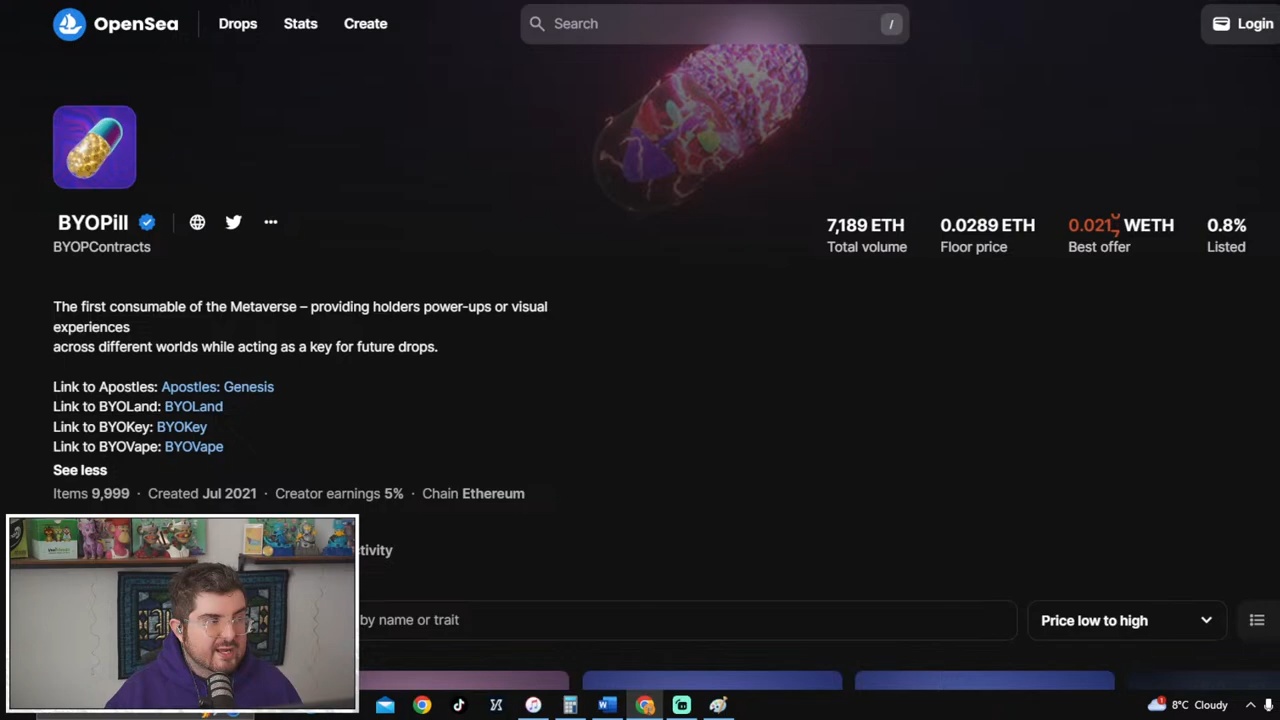 OpenSea
Drops
Stats
Create
Search
/
Login
BYOPill
BYOPContracts
7,189 ETH
Total volume
0.0289 ETH
Floor price
WETH
Best offer
0.8%
Listed
The first consumable of the Metaverse – providing holders power-ups or visual
experiences
across different worlds while acting as a key for future drops.
Link to Apostles: Apostles: Genesis
Link to BYOLand: BYOLand
Link to BYOKey: BYOKey
Link to BYOVape: BYOVape
See less
Items 9,999 · Created Jul 2021 · Creator earnings 5% · Chain Ethereum
by name or trait
Price low to high
8°C Cloudy